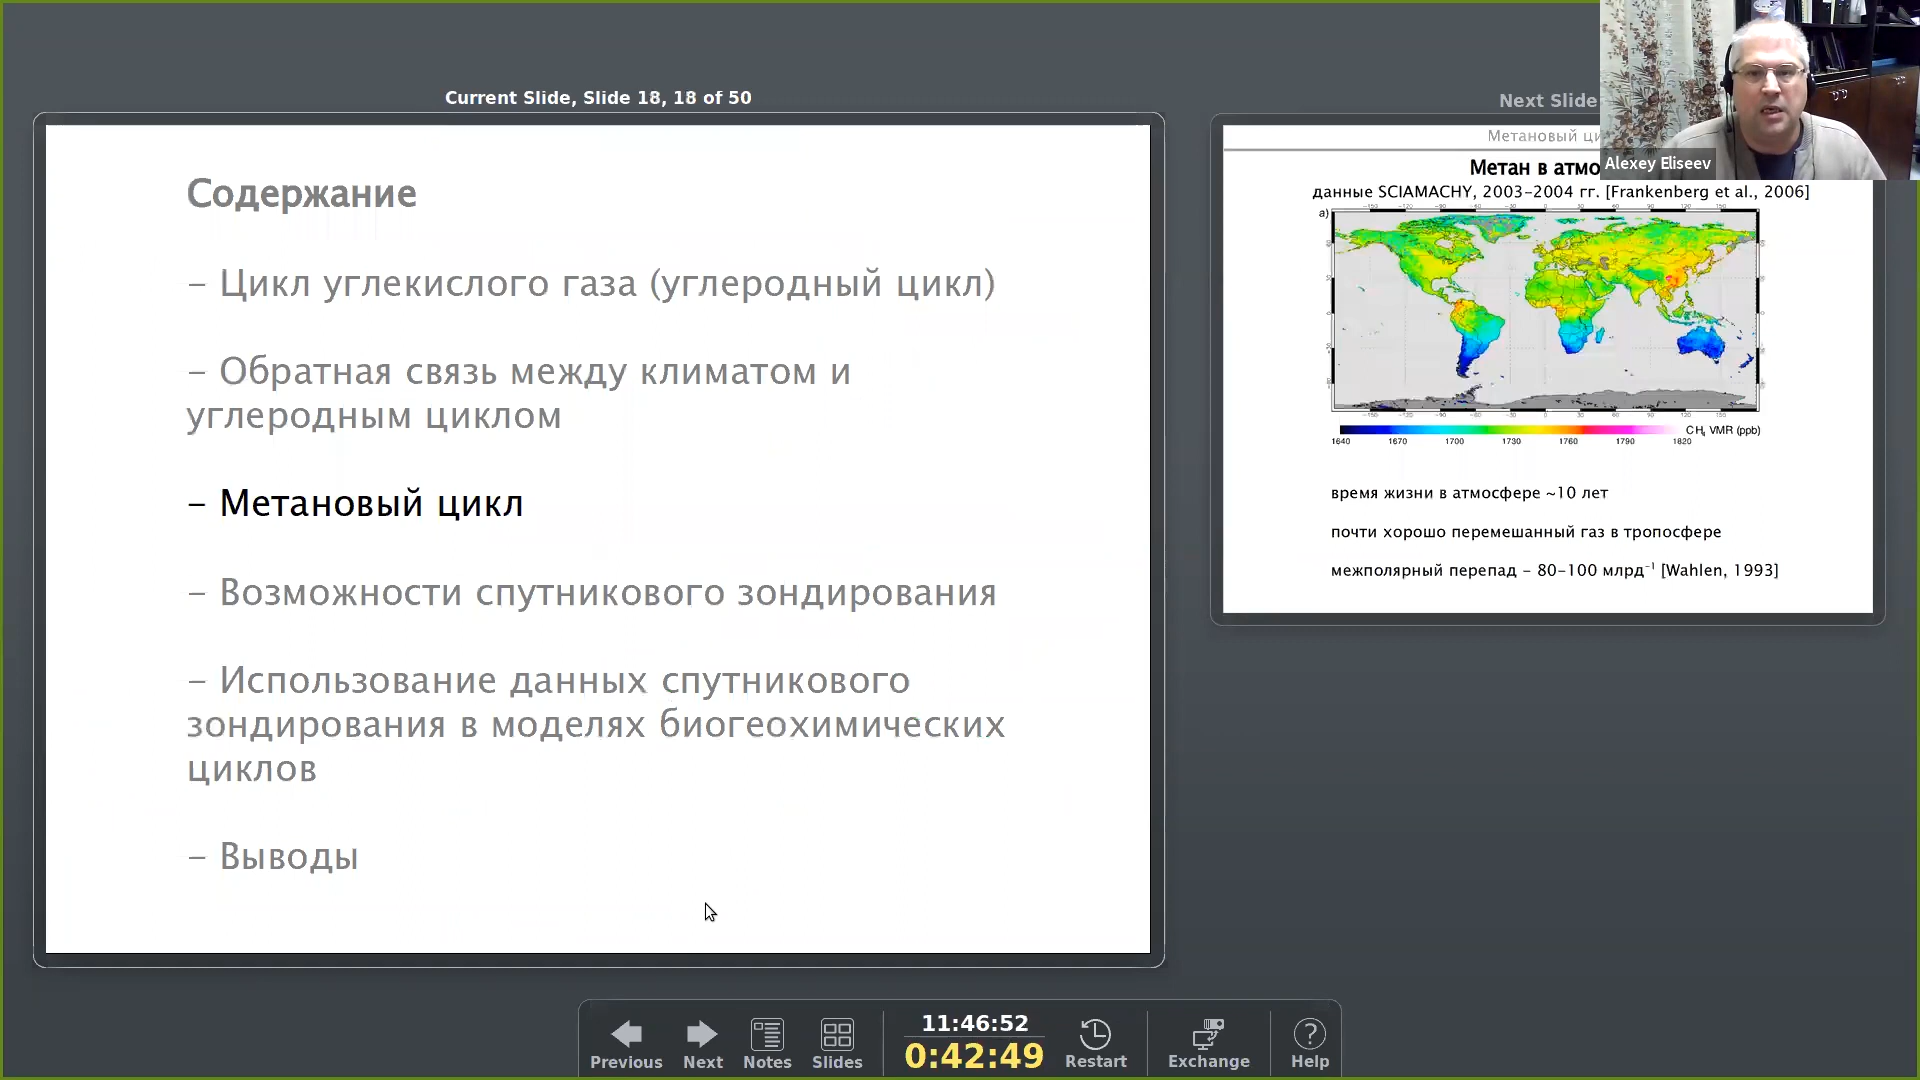 Current Slide, Slide 18, 18 of 50
Содержание
– Цикл углекислого газа (углеродный цикл)
– Обратная связь между климатом и
углеродным циклом
– Метановый цикл
– Возможности спутникового зондирования
– Использование данных спутникового
зондирования в моделях биогеохимических
циклов
– Выводы
Next Slide
Alexey Eliseev
Метановый
Метан в
данные SCIAMACHY, 2003–2004 гг. [Frankenberg et al., 2006]
a)
CH4 VMR (ppb)
1640 1670 1700 1730 1760 1790 1820
время жизни в атмосфере ~10 лет
почти хорошо перемешанный газ в тропосфере
межполярный перепад – 80–100 млрд⁻¹ [Wahlen, 1993]
Previous
Next
Notes
Slides
11:46:52
0:42:49
Restart
Exchange
Help